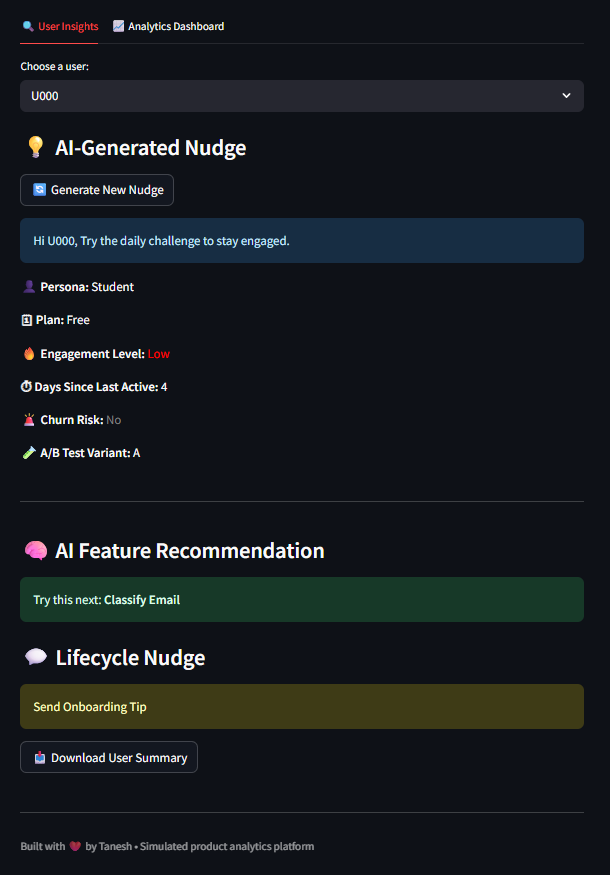 User Insights Analytics Dashboard
Choose a user:
U000
AI-Generated Nudge
Generate New Nudge
Hi U000, Try the daily challenge to stay engaged.
Persona: Student
Plan: Free
Engagement Level: Low
Days Since Last Active: 4
Churn Risk: No
A/B Test Variant: A
AI Feature Recommendation
Try this next: Classify Email
Lifecycle Nudge
Send Onboarding Tip
Download User Summary
Built with ❤️ by Tanesh • Simulated product analytics platform